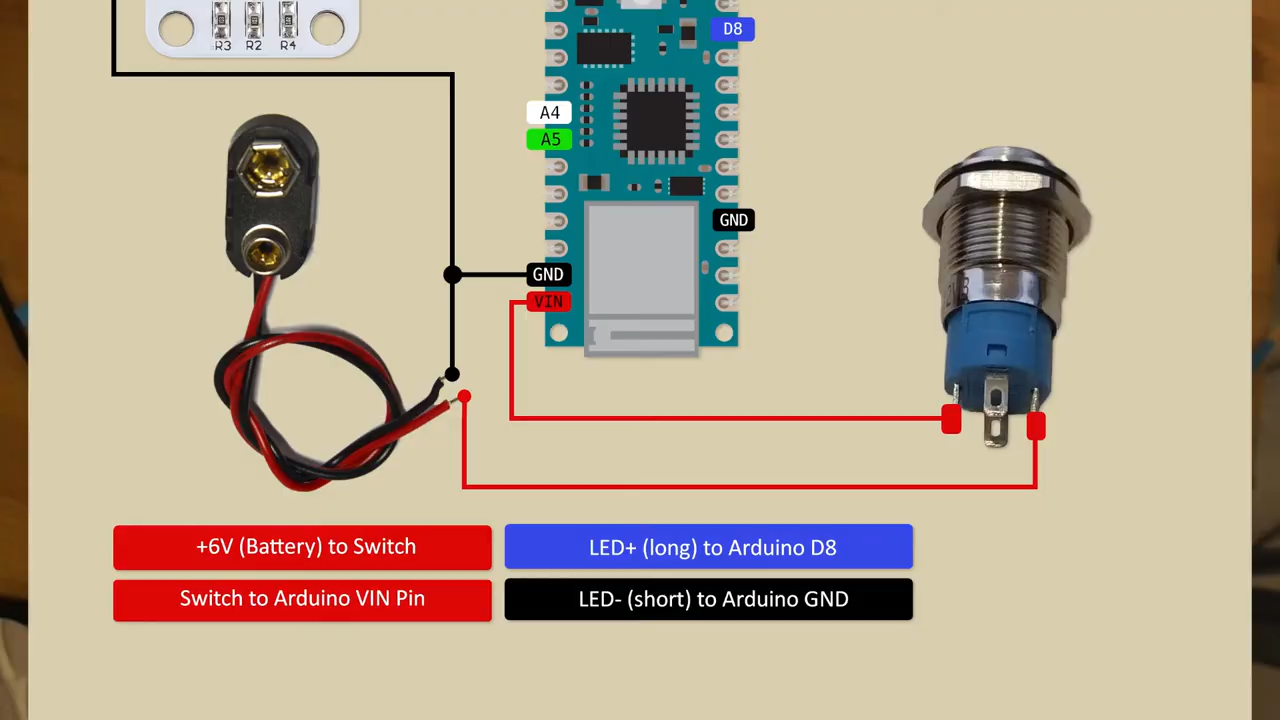 R3 R2 R4
D8
A4
A5
GND
GND
VIN
+6V (Battery) to Switch
LED+ (long) to Arduino D8
Switch to Arduino VIN Pin
LED- (short) to Arduino GND